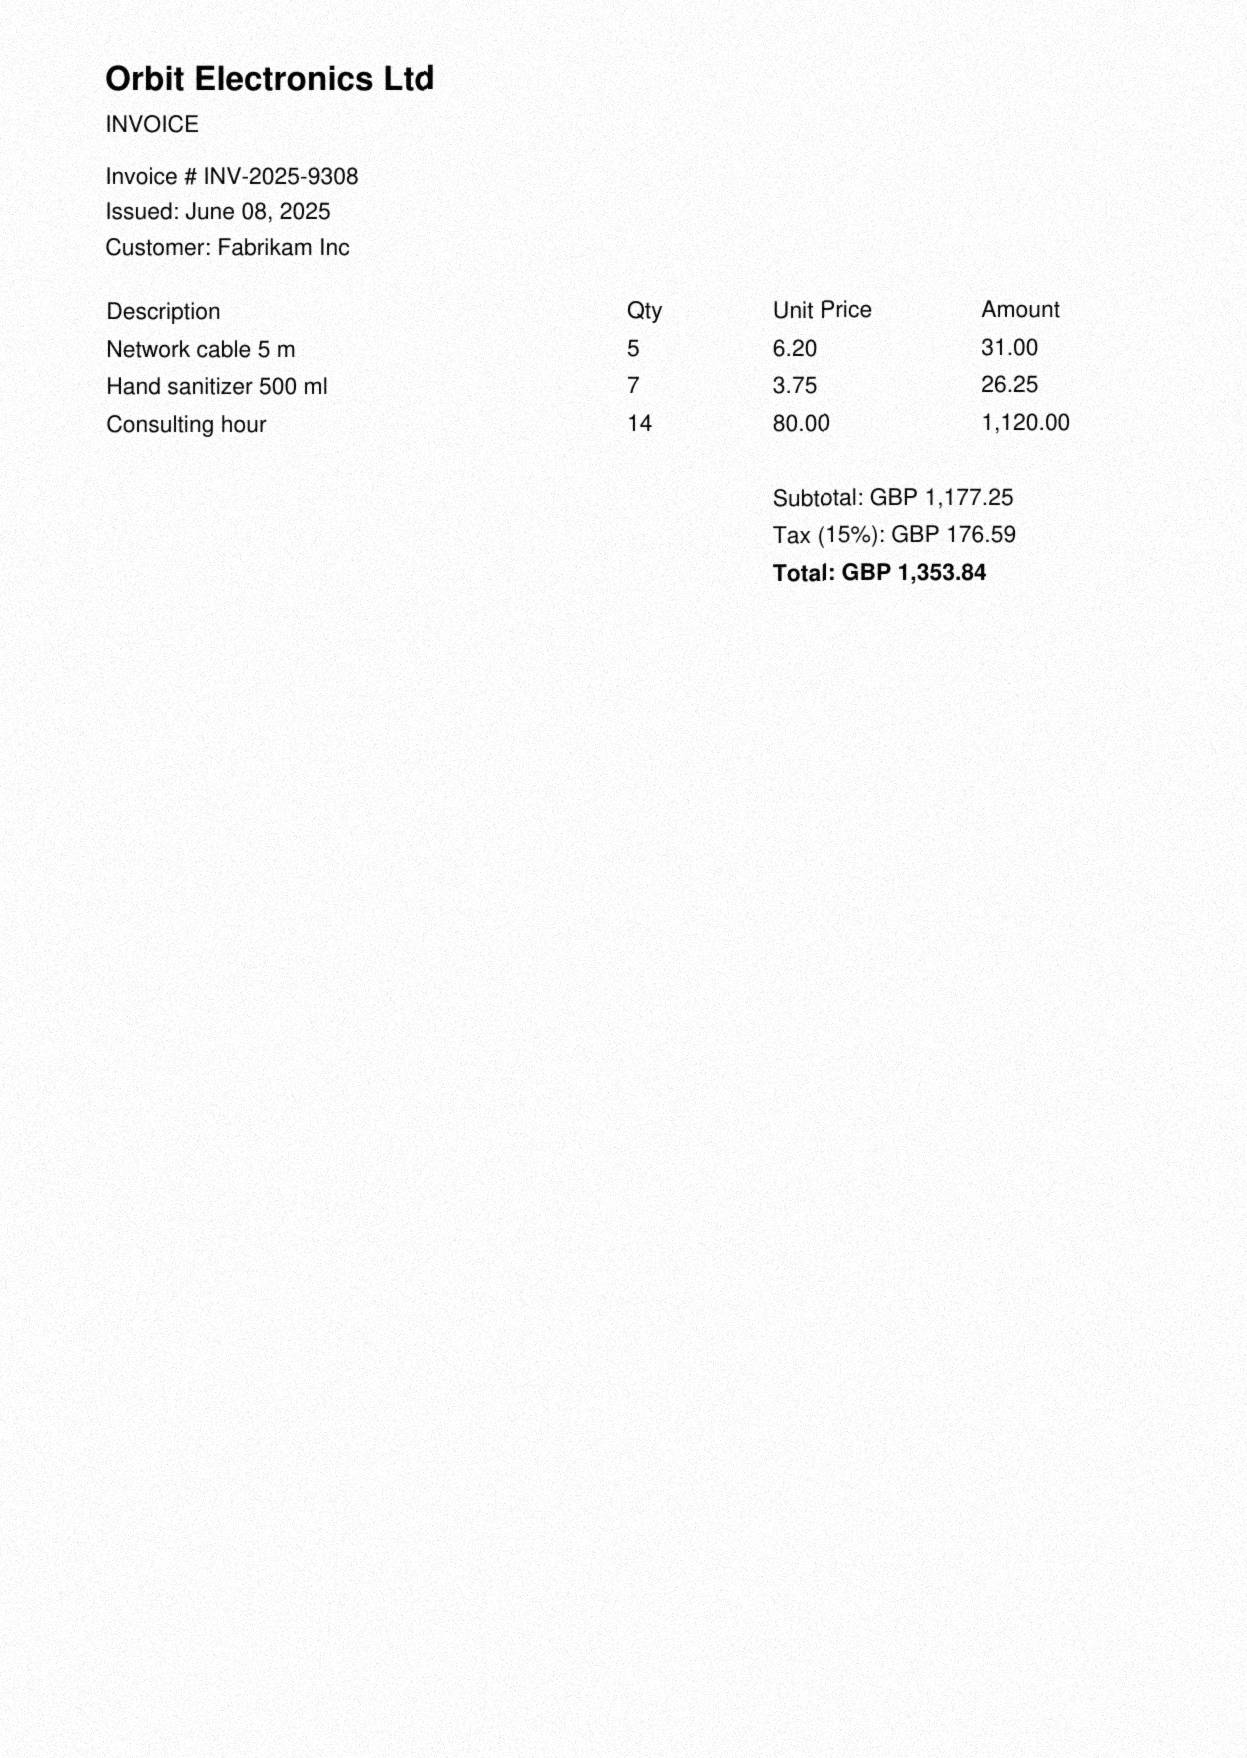 Orbit Electronics Ltd
INVOICE
Invoice # INV-2025-9308
Issued: June 08, 2025
Customer: Fabrikam Inc
Description Qty Unit Price Amount
Network cable 5 m 5 6.20 31.00
Hand sanitizer 500 ml 7 3.75 26.25
Consulting hour 14 80.00 1,120.00
Subtotal: GBP 1,177.25
Tax (15%): GBP 176.59
Total: GBP 1,353.84